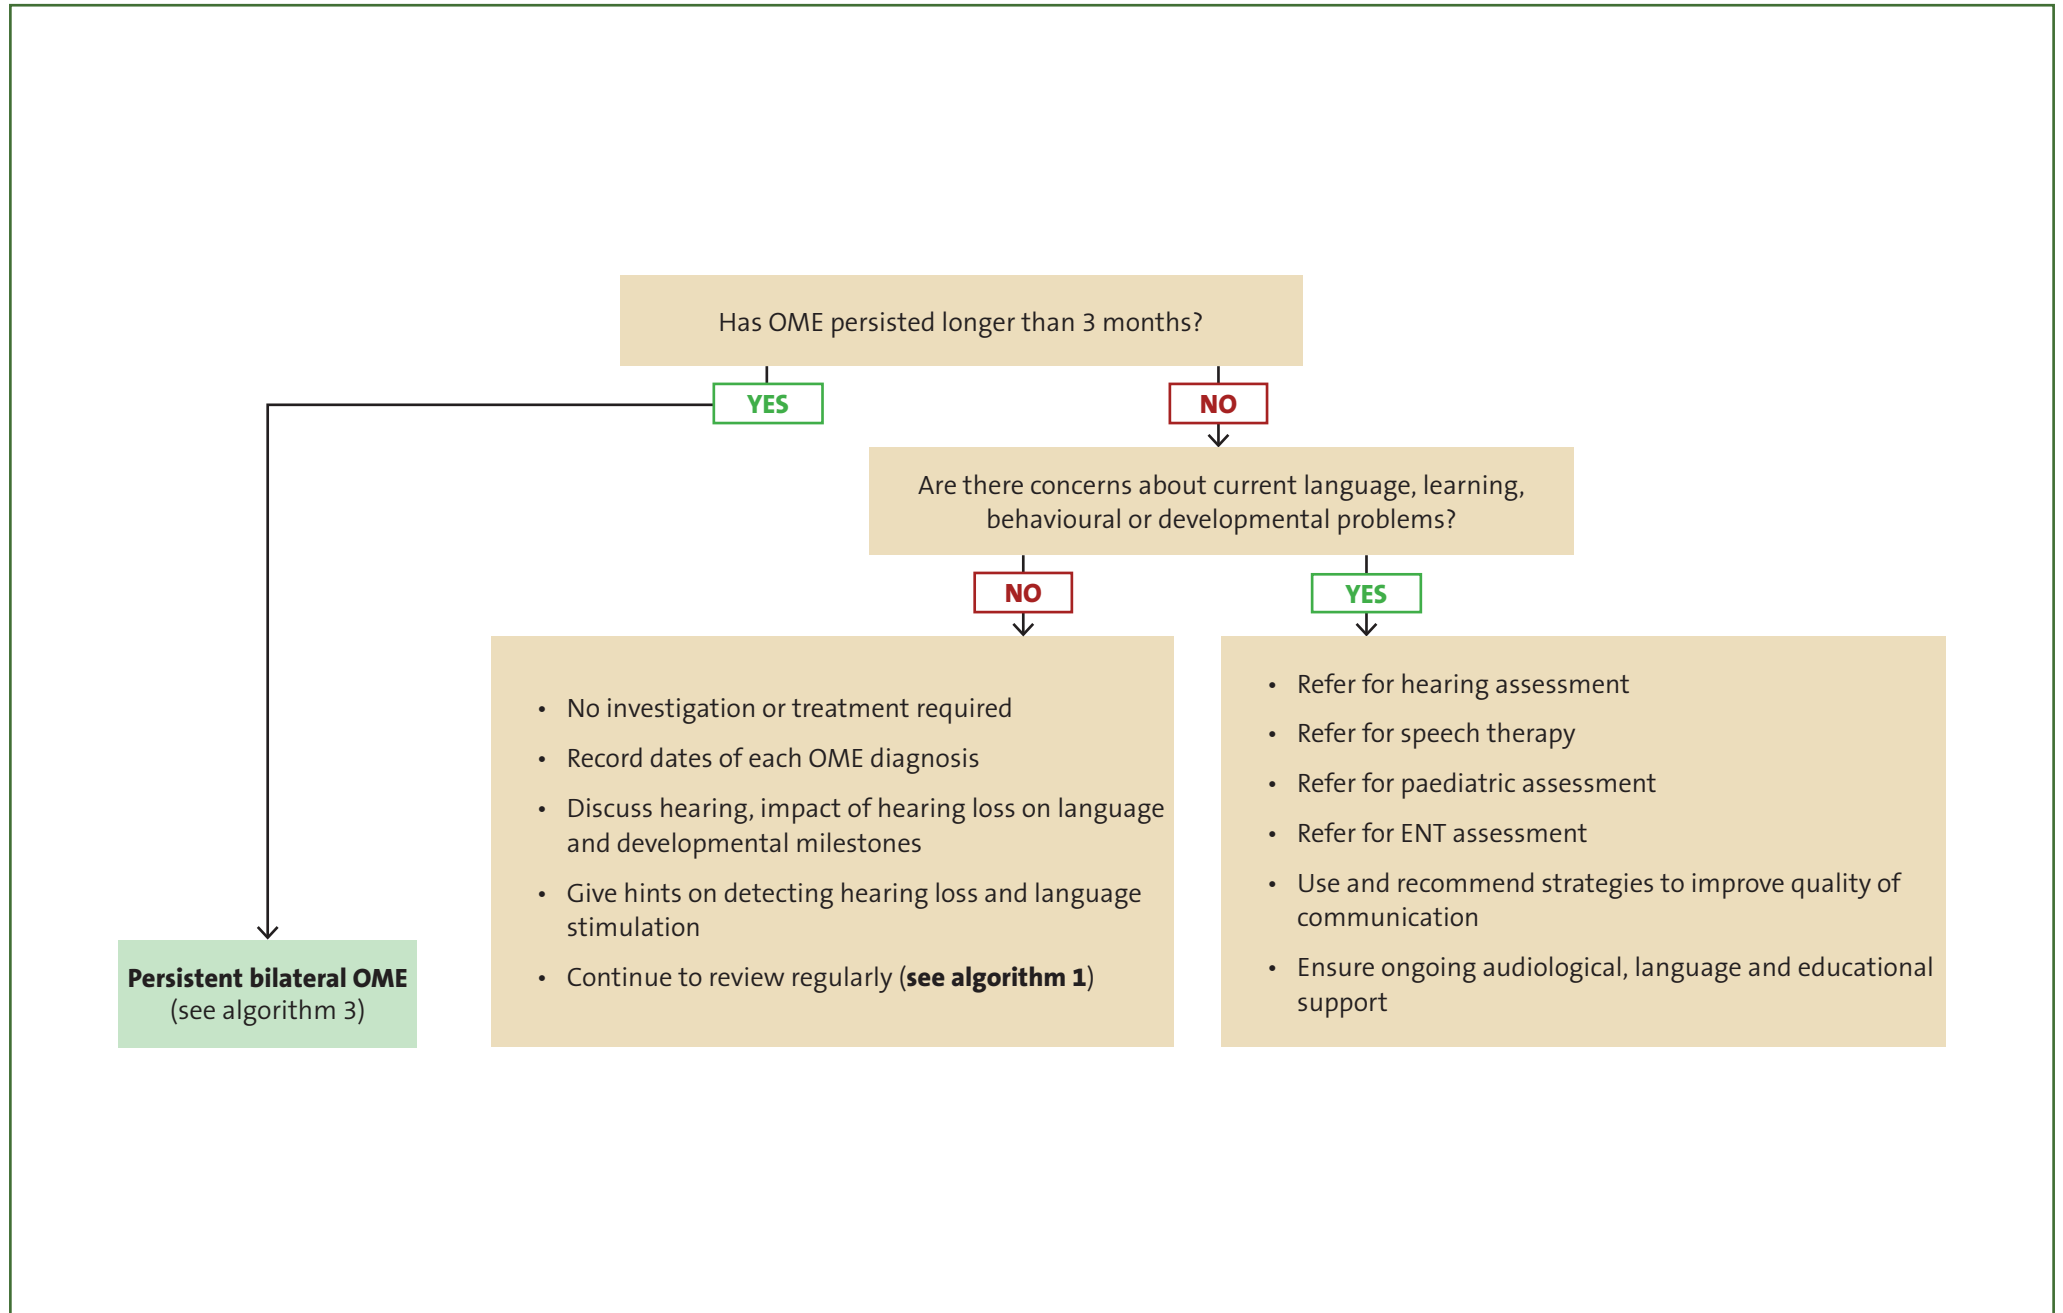 Has OME persisted longer than 3 months?
YES
NO
Are there concerns about current language, learning,
behavioural or developmental problems?
NO
YES
• No investigation or treatment required
• Record dates of each OME diagnosis
• Discuss hearing, impact of hearing loss on language
and developmental milestones
• Give hints on detecting hearing loss and language
stimulation
• Continue to review regularly (see algorithm 1)
• Refer for hearing assessment
• Refer for speech therapy
• Refer for paediatric assessment
• Refer for ENT assessment
• Use and recommend strategies to improve quality of
communication
• Ensure ongoing audiological, language and educational
support
Persistent bilateral OME
(see algorithm 3)